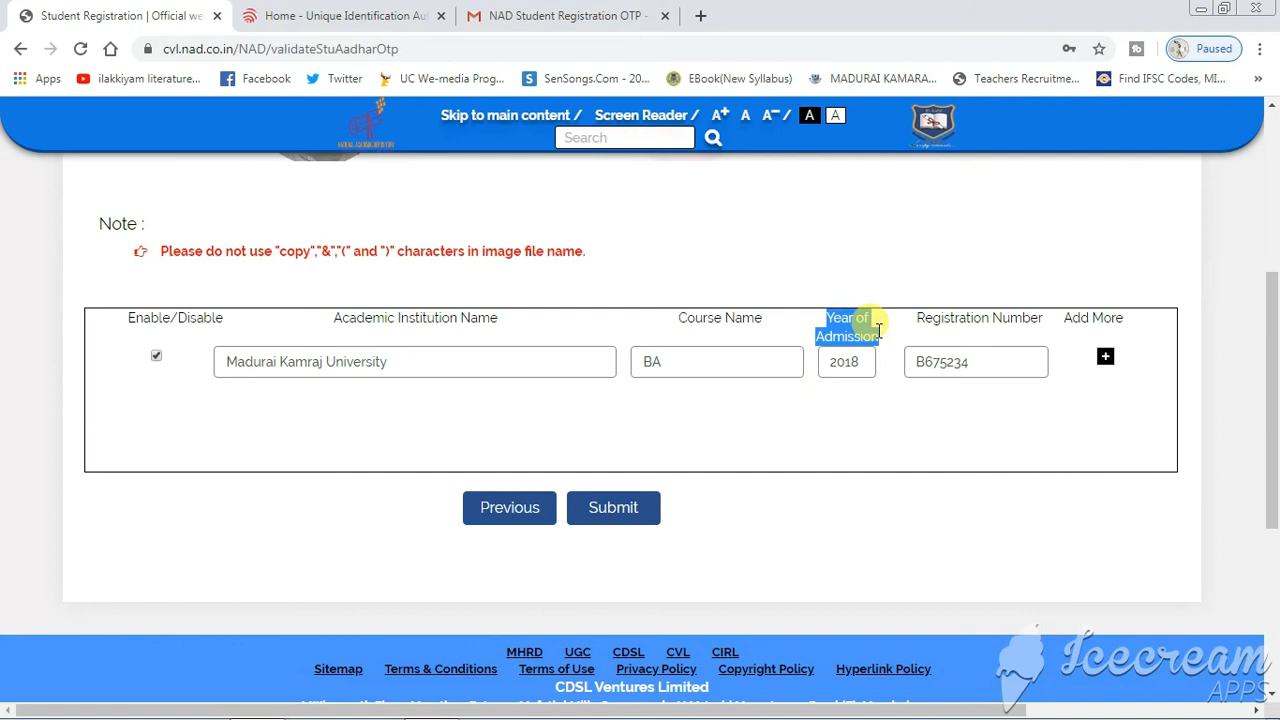 Student Registration | Official we
Home - Unique Identification Aut
NAD Student Registration OTP -
cvl.nad.co.in/NAD/validateStuAadharOtp
Paused
Apps
ilakkiyam literature...
Facebook
Twitter
UC We-media Prog...
SenSongs.Com - 20...
EBook(New Syllabus)
MADURAI KAMARA...
Teachers Recruitme...
Find IFSC Codes, MI...
Skip to main content /
Screen Reader /
A+
A
A- /
A
A
Search
Note :
Please do not use "copy","&","(" and ")" characters in image file name.
Enable/Disable
Academic Institution Name
Course Name
Year of
Admission
Registration Number
Add More
Madurai Kamraj University
BA
2018
B675234
Previous
Submit
MHRD
UGC
CDSL
CVL
CIRL
Sitemap
Terms & Conditions
Terms of Use
Privacy Policy
Copyright Policy
Hyperlink Policy
CDSL Ventures Limited
Icecream
APPS